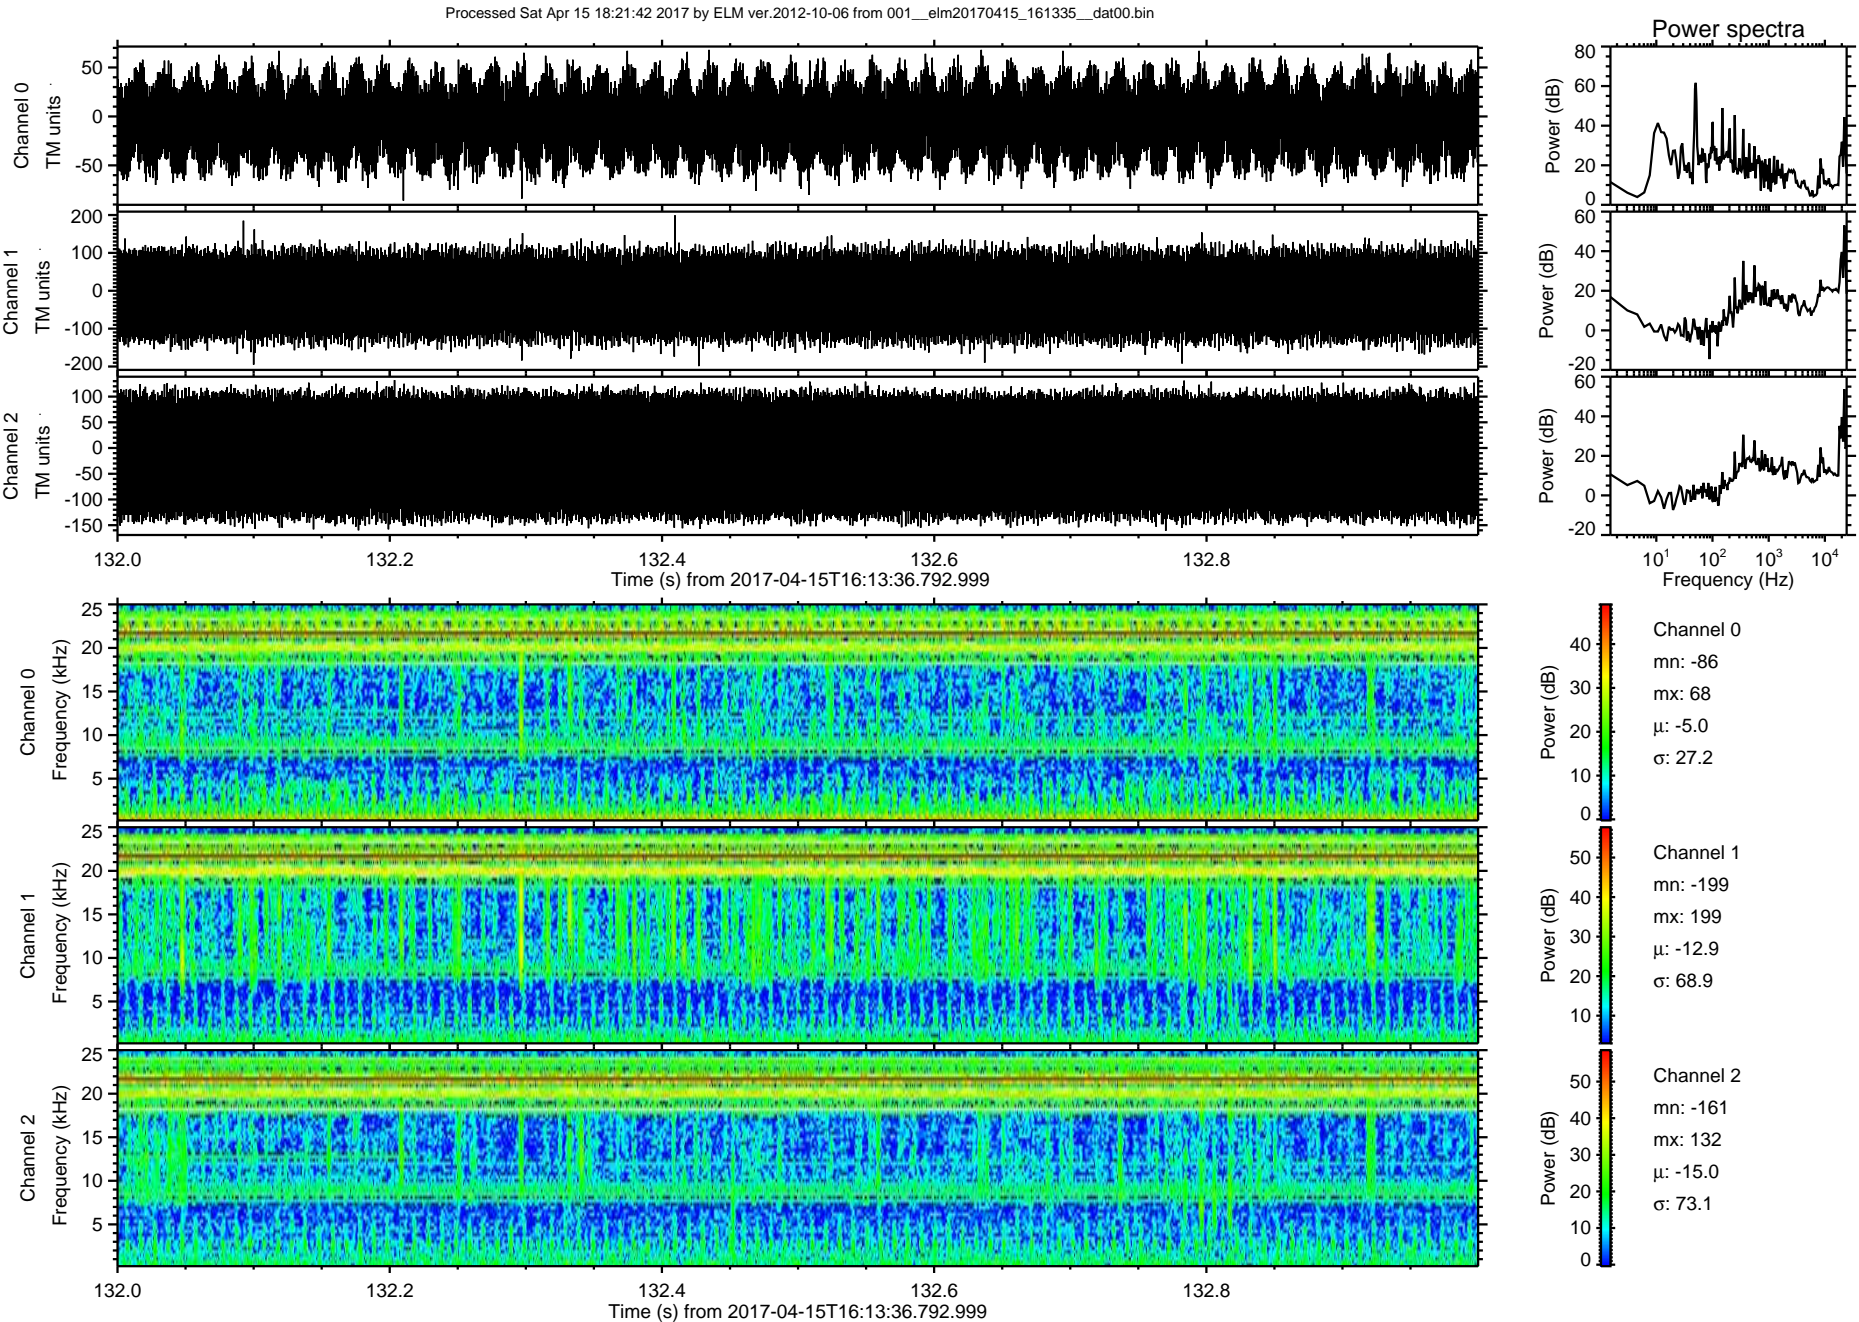 Processed Sat Apr 15 18:21:42 2017 by ELM ver.2012-10-06 from 001__elm20170415_161335__dat00.bin
Power spectra
Channel 0
TM units
50
0
-50
Power (dB)
80
60
40
20
0
Channel 1
TM units
200
100
0
-100
-200
Power (dB)
60
40
20
0
-20
Channel 2
TM units
100
50
0
-50
-100
-150
Power (dB)
60
40
20
0
-20
132.0 132.2 132.4 132.6 132.8
Time (s) from 2017-04-15T16:13:36.792.999
10^1 10^2 10^3 10^4
Frequency (Hz)
Channel 0
Frequency (kHz)
25
20
15
10
5
Power (dB)
40
30
20
10
0
Channel 0
mn: -86
mx: 68
μ: -5.0
σ: 27.2
Channel 1
Frequency (kHz)
25
20
15
10
5
Power (dB)
50
40
30
20
10
Channel 1
mn: -199
mx: 199
μ: -12.9
σ: 68.9
Channel 2
Frequency (kHz)
25
20
15
10
5
Power (dB)
50
40
30
20
10
0
Channel 2
mn: -161
mx: 132
μ: -15.0
σ: 73.1
132.0 132.2 132.4 132.6 132.8
Time (s) from 2017-04-15T16:13:36.792.999